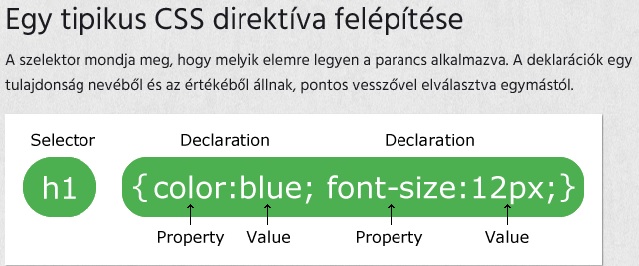 Egy tipikus CSS direktíva felépítése
A szelektor mondja meg, hogy melyik elemre legyen a parancs alkalmazva. A deklarációk egy
tulajdonság nevéből és az értékéből állnak, pontos vesszővel elválasztva egymástól.
Selector Declaration Declaration
h1 {color:blue; font-size:12px;}
Property Value Property Value